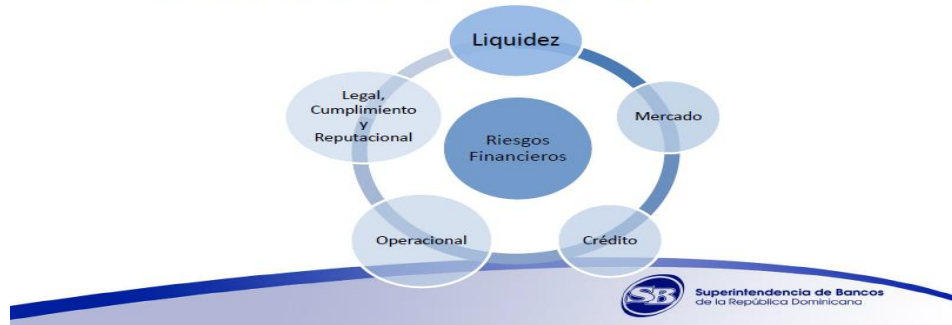 Liquidez
Legal,
Cumplimiento
y
Reputacional
Mercado
Riesgos
Financieros
Operacional
Crédito
SB
Superintendencia de Bancos
de la República Dominicana